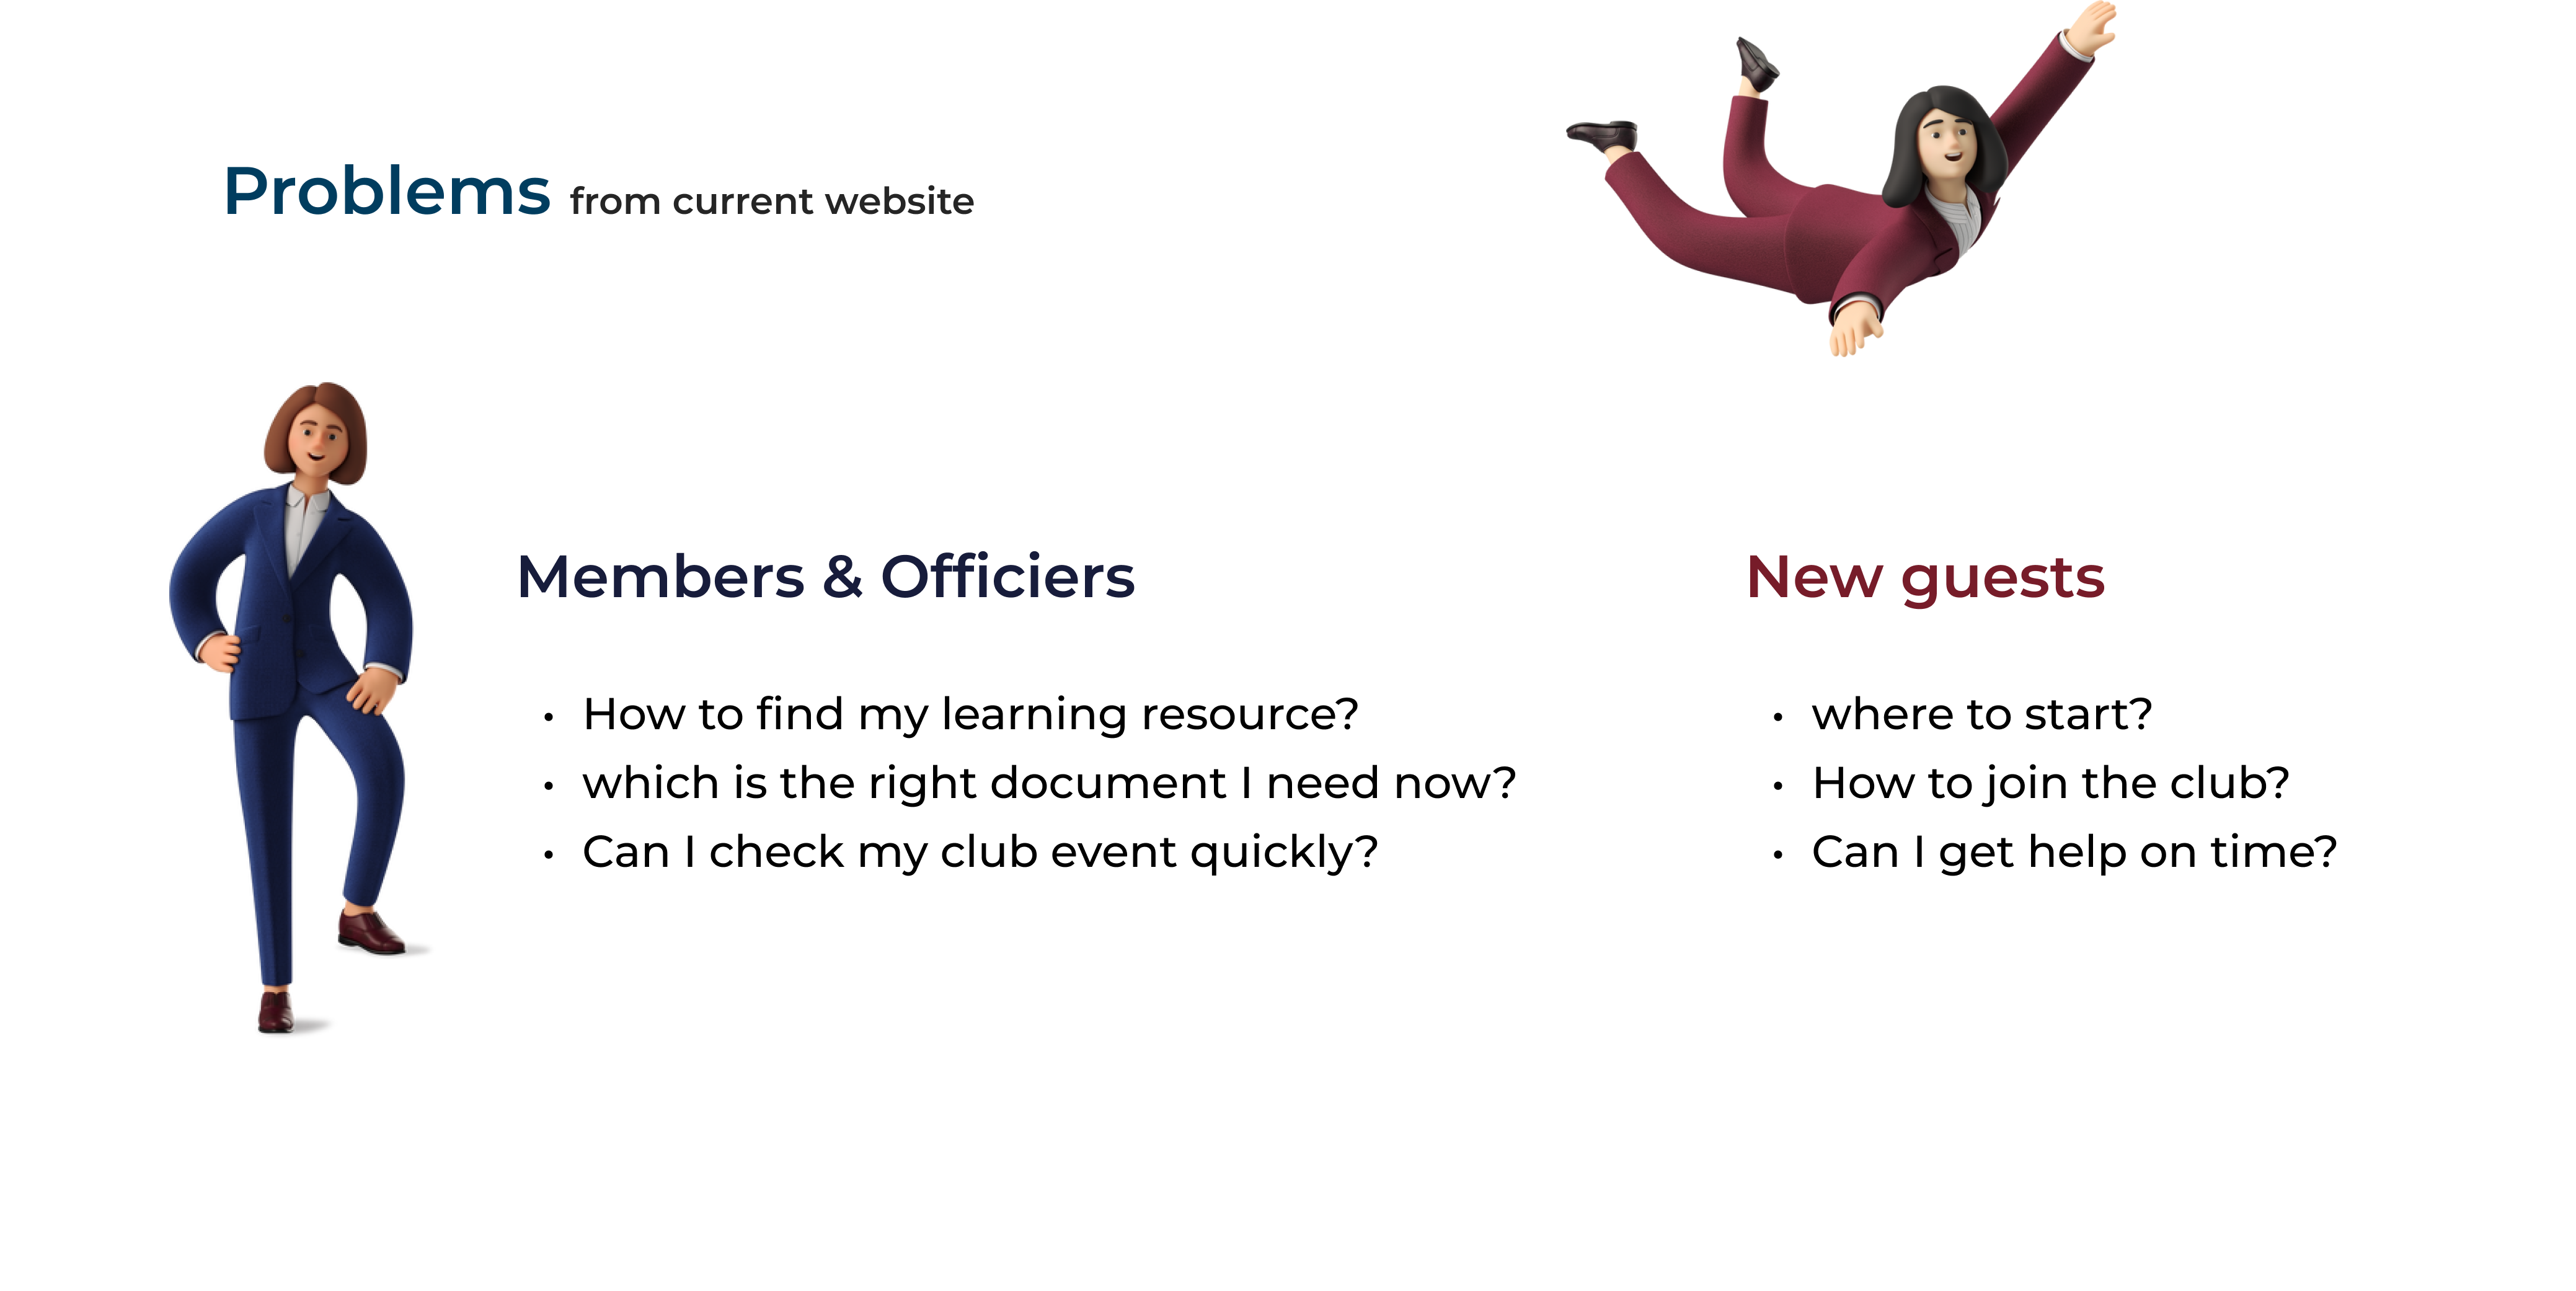 Problems from current website
Members & Officiers
• How to find my learning resource?
• which is the right document I need now?
• Can I check my club event quickly?
New guests
• where to start?
• How to join the club?
• Can I get help on time?